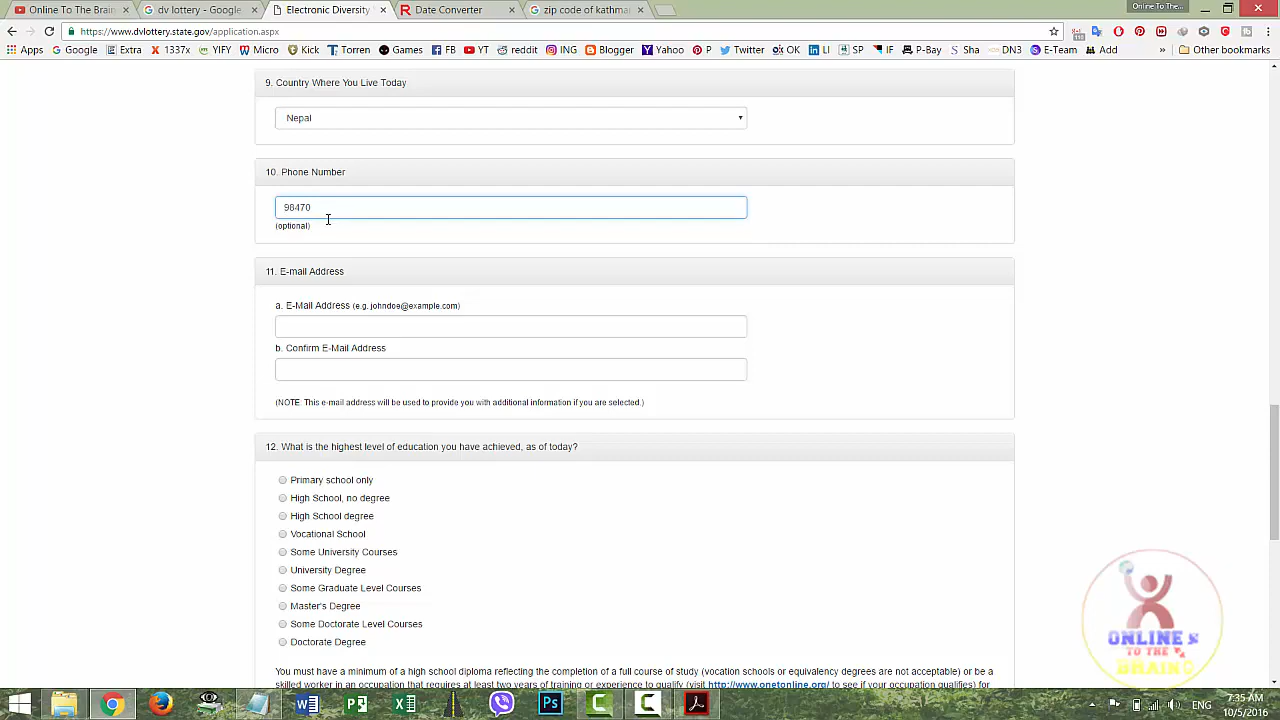 Online To The Brain
dv lottery - Google
Electronic Diversity
Date Converter
zip code of kathma
Online To The...
https://www.dvlottery.state.gov/application.aspx
Apps
Google
Extra
1337x
YIFY
Micro
Kick
Torren
Games
FB
YT
reddit
ING
Blogger
Yahoo
Twitter
OK
LI
SP
IF
P-Bay
Sha
DN3
E-Team
Add
»
Other bookmarks
9. Country Where You Live Today
Nepal
10. Phone Number
98470
(optional)
11. E-mail Address
a. E-Mail Address (e.g. johndoe@example.com)
b. Confirm E-Mail Address
(NOTE: This e-mail address will be used to provide you with additional information if you are selected.)
12. What is the highest level of education you have achieved, as of today?
Primary school only
High School, no degree
High School degree
Vocational School
Some University Courses
University Degree
Some Graduate Level Courses
Master's Degree
Some Doctorate Level Courses
Doctorate Degree
You must have a minimum of a high school diploma reflecting the completion of a full course of study (vocation schools or equivalency degrees are not acceptable) or be a
skilled worker in an occupation that requires at least two years of training or experience to qualify (visit http://www.onetonline.org/ to see if your occupation qualifies) for
ONLINE
TO THE
BRAIN
ENG
7:35 AM
10/5/2016